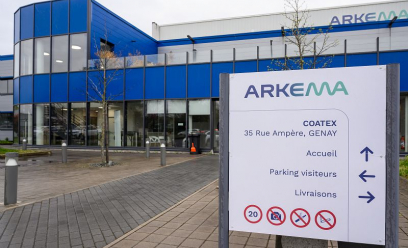 ARKEMA
ARKEMA
COATEX
35 Rue Ampère, GENAY
Accueil
Parking visiteurs
Livraisons
20